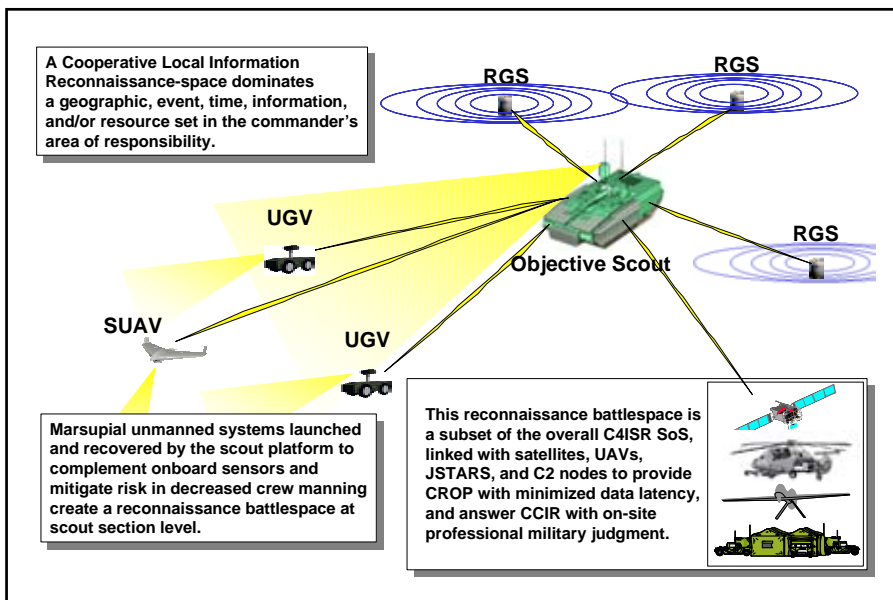 A Cooperative Local Information
Reconnaissance-space dominates
a geographic, event, time, information,
and/or resource set in the commander's
area of responsibility.
RGS
RGS
UGV
RGS
Objective Scout
SUAV
UGV
Marsupial unmanned systems launched
and recovered by the scout platform to
complement onboard sensors and
mitigate risk in decreased crew manning
create a reconnaissance battlespace at
scout section level.
This reconnaissance battlespace is
a subset of the overall C4ISR SoS,
linked with satellites, UAVs,
JSTARS, and C2 nodes to provide
CROP with minimized data latency,
and answer CCIR with on-site
professional military judgment.